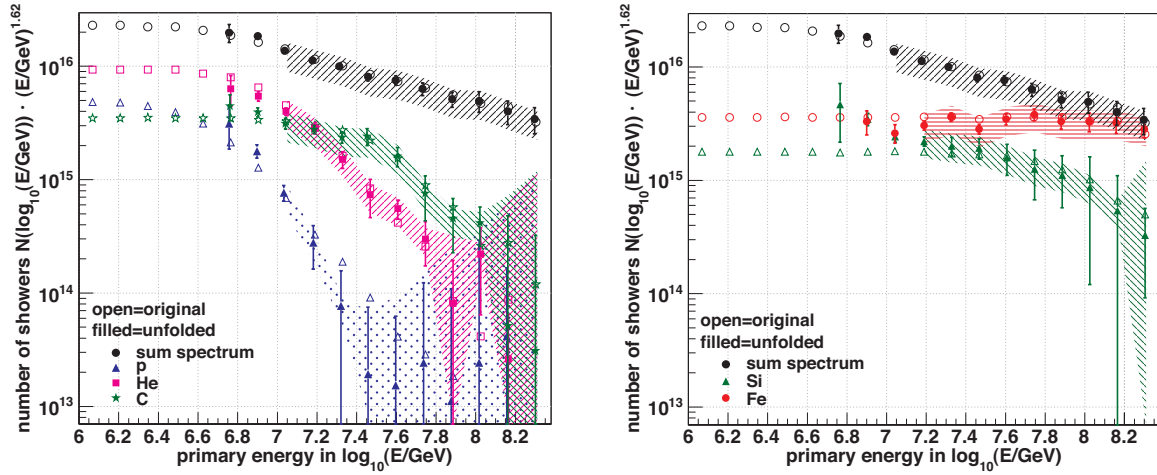 number of showers N(log10(E/GeV)) · (E/GeV)^1.62
10^16
10^15
10^14
10^13
open=original
filled=unfolded
sum spectrum
p
He
C
6 6.2 6.4 6.6 6.8 7 7.2 7.4 7.6 7.8 8 8.2
primary energy in log10(E/GeV)
number of showers N(log10(E/GeV)) · (E/GeV)^1.62
10^16
10^15
10^14
10^13
open=original
filled=unfolded
sum spectrum
Si
Fe
6 6.2 6.4 6.6 6.8 7 7.2 7.4 7.6 7.8 8 8.2
primary energy in log10(E/GeV)